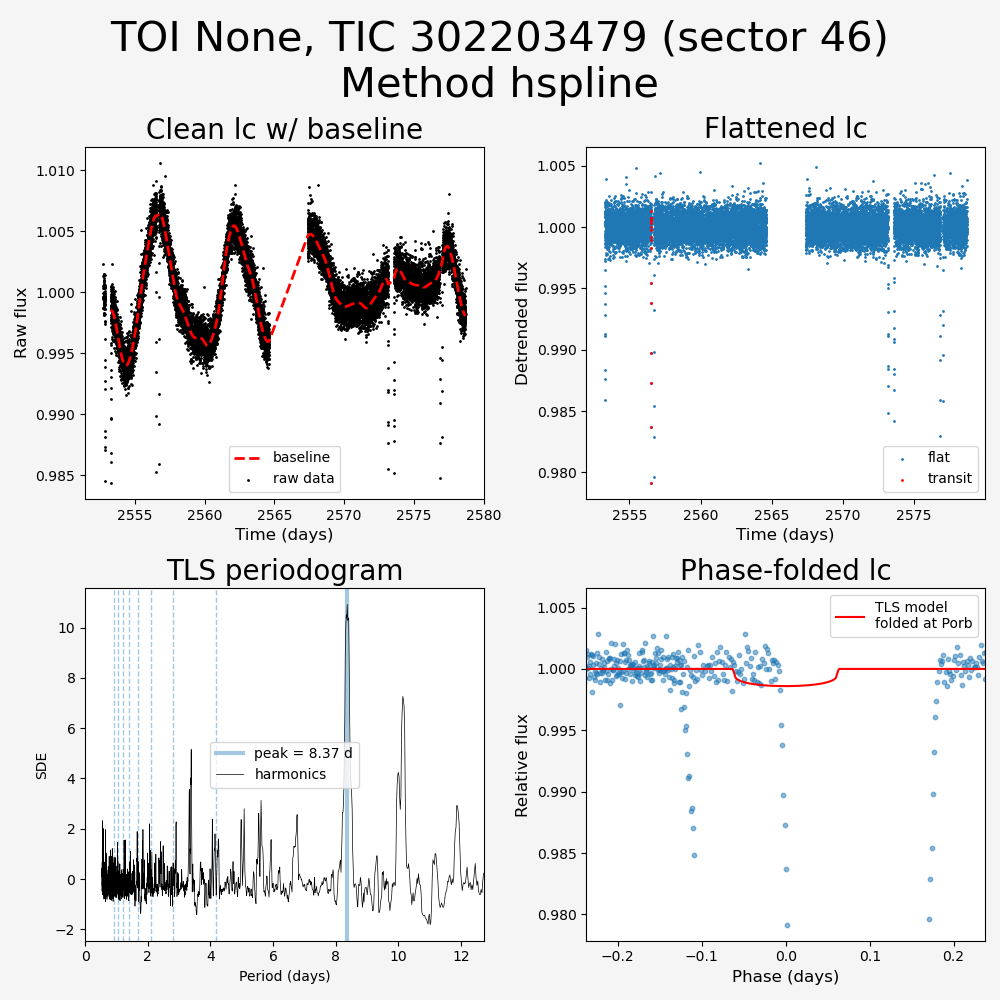 TOI None, TIC 302203479 (sector 46)
Method hspline
Clean lc w/ baseline
Flattened lc
1.010
1.005
1.000
0.995
0.990
0.985
Raw flux
baseline
raw data
2555
2560
2565
2570
2575
2580
Time (days)
1.005
1.000
0.995
0.990
0.985
0.980
Detrended flux
flat
transit
2555
2560
2565
2570
2575
Time (days)
TLS periodogram
Phase-folded lc
10
8
6
4
2
0
−2
SDE
peak = 8.37 d
harmonics
0
2
4
6
8
10
12
Period (days)
1.005
1.000
0.995
0.990
0.985
0.980
Relative flux
TLS model
folded at Porb
−0.2
−0.1
0.0
0.1
0.2
Phase (days)